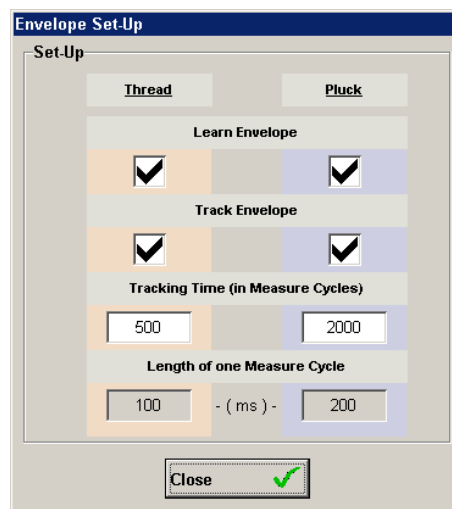 Envelope Set-Up
Set-Up
Thread Pluck
Learn Envelope
Track Envelope
Tracking Time (in Measure Cycles)
500 2000
Length of one Measure Cycle
100 - ( ms ) - 200
Close